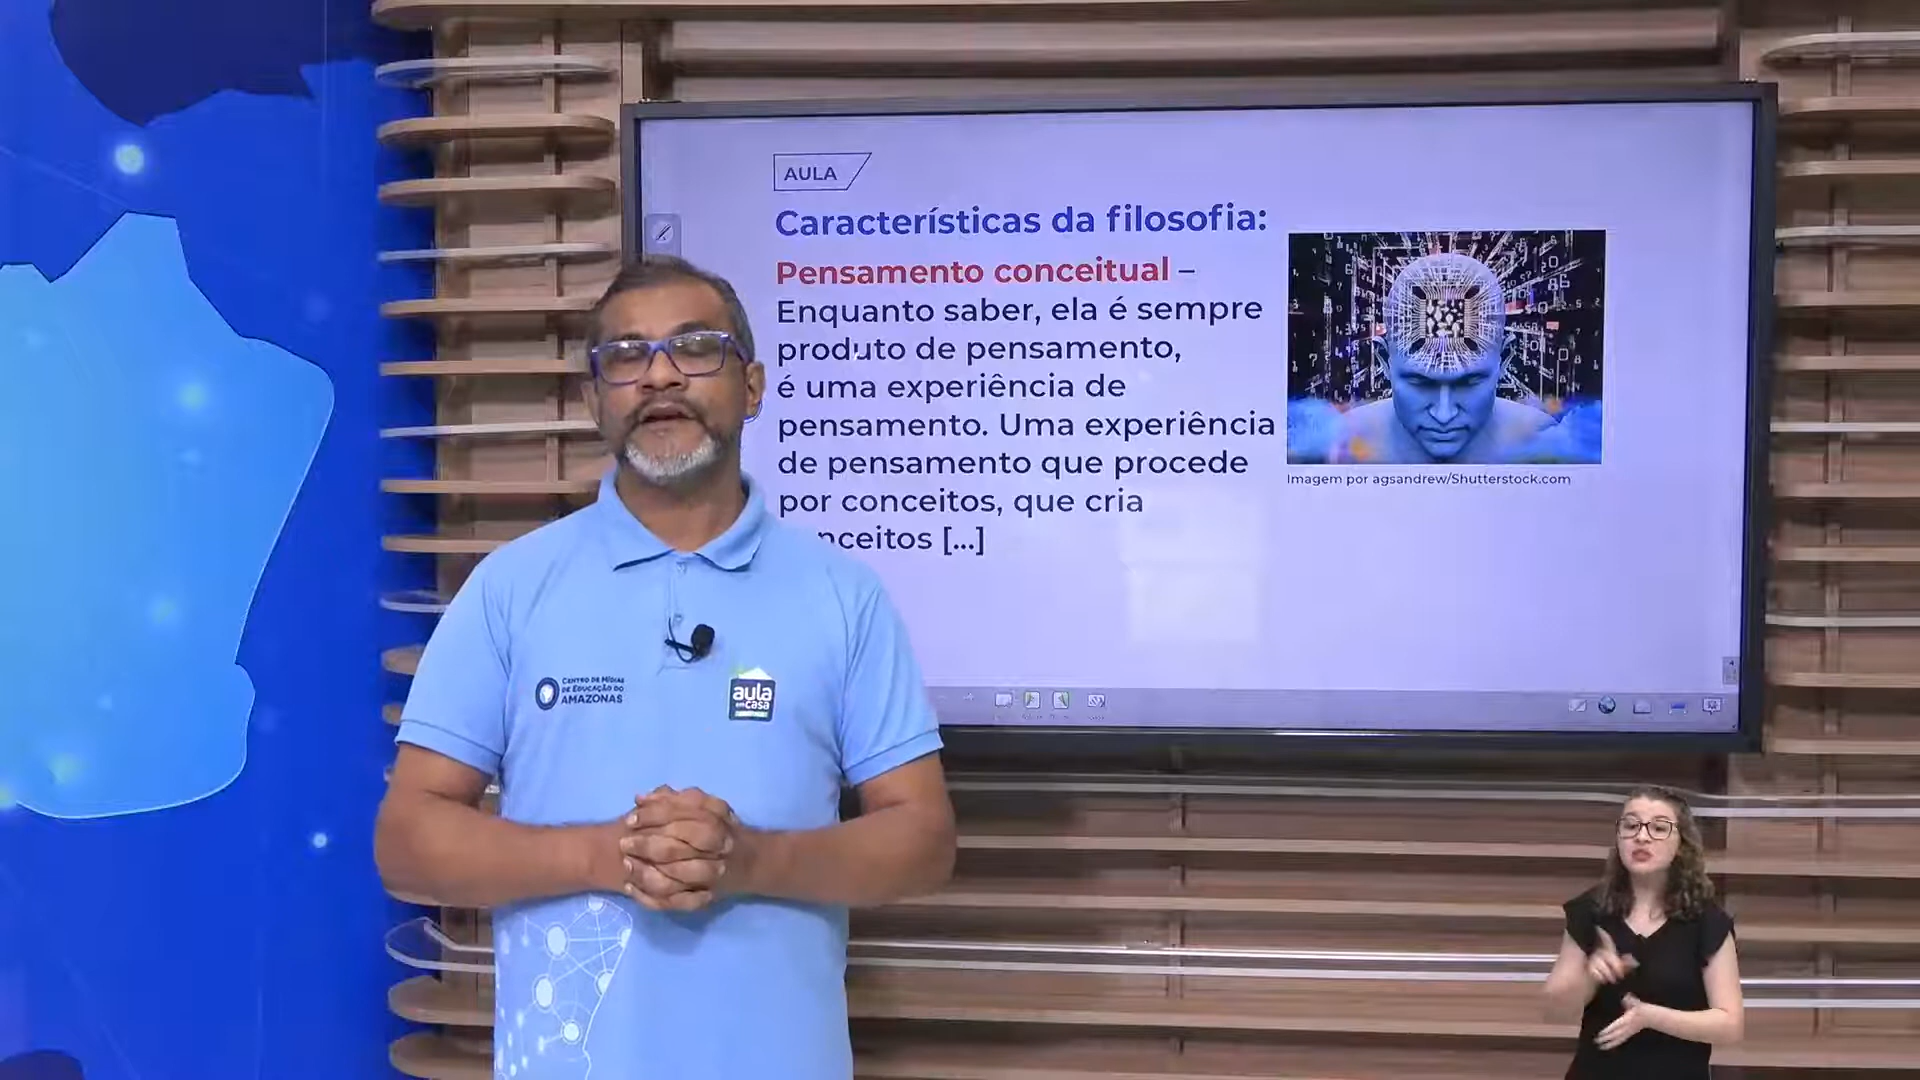 AULA
Características da filosofia:
Pensamento conceitual –
Enquanto saber, ela é sempre
produto de pensamento,
é uma experiência de
pensamento. Uma experiência
de pensamento que procede
por conceitos, que cria
nceitos [...]
Imagem por agsandrew/Shutterstock.com
CENTRO DE MÍDIAS
DE EDUCAÇÃO DO
AMAZONAS
aula
em casa